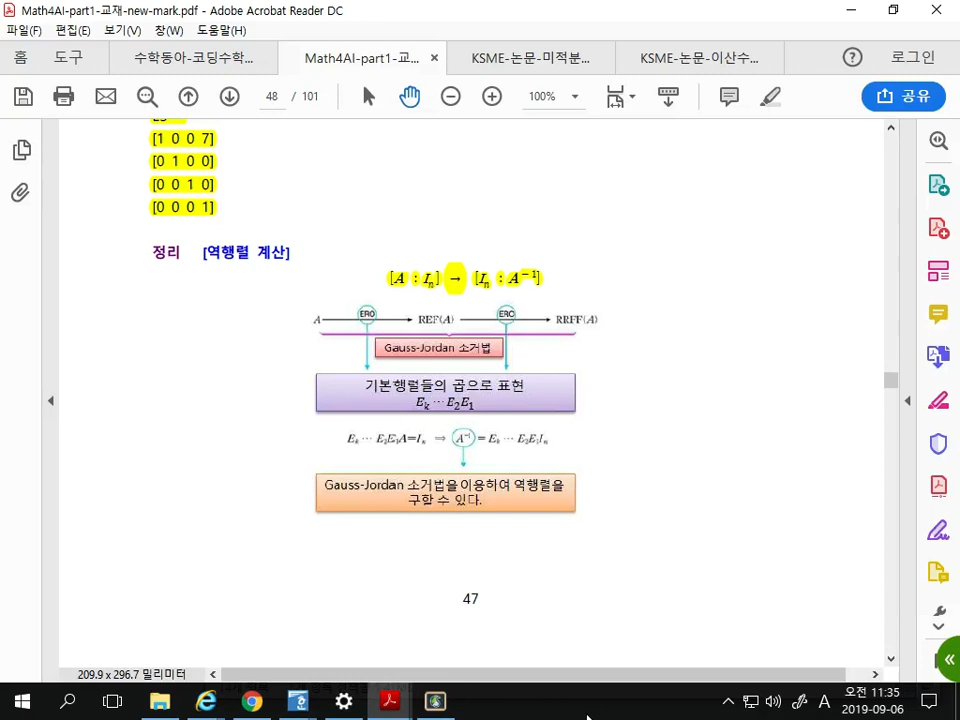 Math4AI-part1-교재-new-mark.pdf - Adobe Acrobat Reader DC
파일(F) 편집(E) 보기(V) 창(W) 도움말(H)
홈 도구 수학동아-코딩수학... Math4AI-part1-교... × KSME-논문-미적분... KSME-논문-이산수... 로그인
48 / 101 100% 공유
[1 0 0 7]
[0 1 0 0]
[0 0 1 0]
[0 0 0 1]
정리 [역행렬 계산]
[A : Iₙ] → [Iₙ : A⁻¹]
A ERO REF(A) ERO RREF(A)
Gauss-Jordan 소거법
기본행렬들의 곱으로 표현
Eₖ ⋯ E₂E₁
Eₖ ⋯ E₂E₁A=Iₙ ⇒ A⁻¹ = Eₖ ⋯ E₂E₁Iₙ
Gauss-Jordan 소거법을 이용하여 역행렬을
구할 수 있다.
47
209.9 x 296.7 밀리미터
A 오전 11:35
2019-09-06